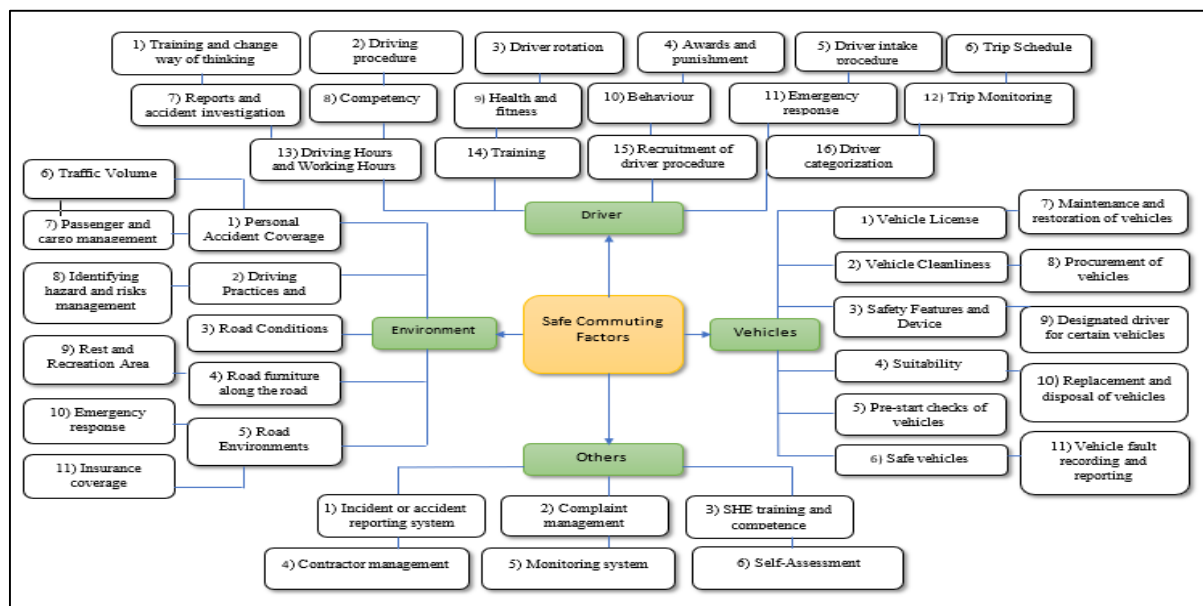 1) Training and change
way of thinking
2) Driving
procedure
3) Driver rotation
4) Awards and
punishment
5) Driver intake
procedure
6) Trip Schedule
7) Reports and
accident investigation
8) Competency
9) Health and
fitness
10) Behaviour
11) Emergency
response
12) Trip Monitoring
13) Driving Hours
and Working Hours
14) Training
15) Recruitment of
driver procedure
16) Driver
categorization
Driver
6) Traffic Volume
7) Passenger and
cargo management
1) Personal
Accident Coverage
8) Identifying
hazard and risks
management
2) Driving
Practices and
3) Road Conditions
9) Rest and
Recreation Area
4) Road furniture
along the road
10) Emergency
response
5) Road
Environments
11) Insurance
coverage
Environment
Safe Commuting
Factors
Vehicles
1) Vehicle License
7) Maintenance and
restoration of vehicles
2) Vehicle Cleanliness
8) Procurement of
vehicles
3) Safety Features and
Device
9) Designated driver
for certain vehicles
4) Suitability
10) Replacement and
disposal of vehicles
5) Pre-start checks of
vehicles
6) Safe vehicles
11) Vehicle fault
recording and
reporting
Others
1) Incident or accident
reporting system
2) Complaint
management
3) SHE training and
competence
4) Contractor management
5) Monitoring system
6) Self-Assessment